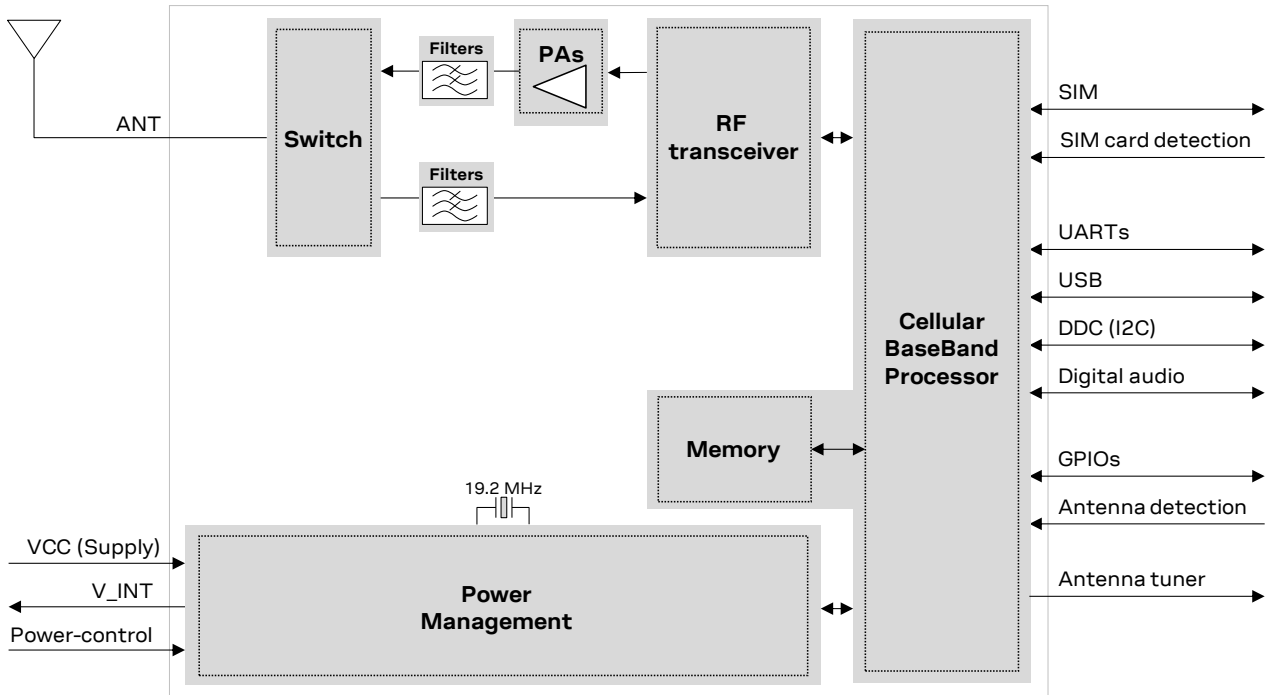 Filters
PAs
ANT
Switch
RF
transceiver
Filters
SIM
SIM card detection
UARTs
USB
DDC (I2C)
Digital audio
Cellular
BaseBand
Processor
Memory
GPIOs
Antenna detection
Antenna tuner
19.2 MHz
VCC (Supply)
V_INT
Power-control
Power
Management